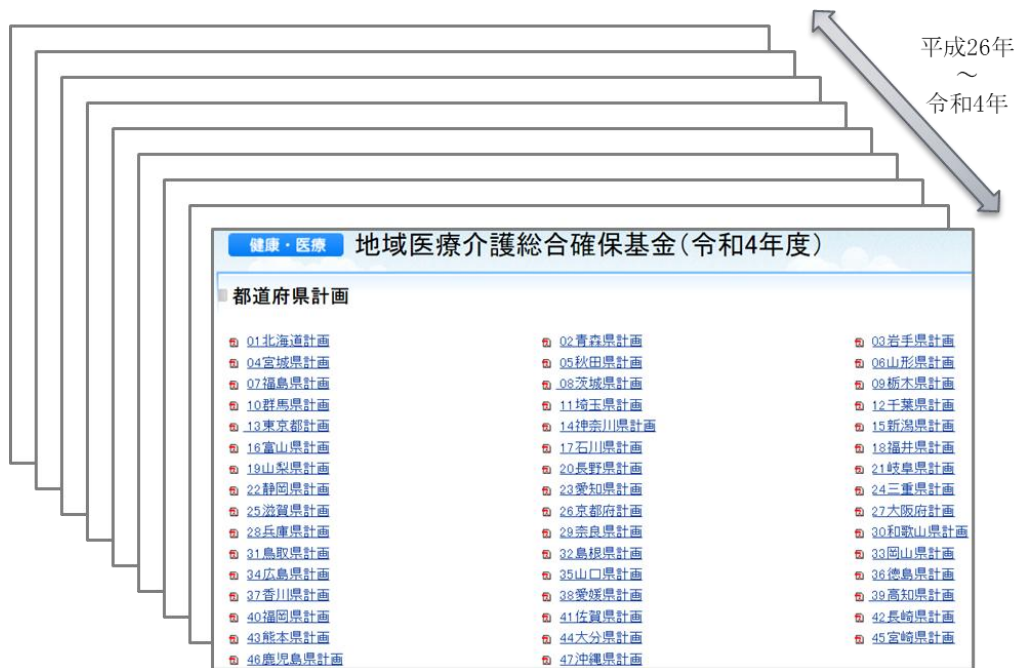 平成26年
～
令和4年
健康・医療 地域医療介護総合確保基金(令和4年度)
都道府県計画
01北海道計画 02青森県計画 03岩手県計画
04宮城県計画 05秋田県計画 06山形県計画
07福島県計画 08茨城県計画 09栃木県計画
10群馬県計画 11埼玉県計画 12千葉県計画
13東京都計画 14神奈川県計画 15新潟県計画
16富山県計画 17石川県計画 18福井県計画
19山梨県計画 20長野県計画 21岐阜県計画
22静岡県計画 23愛知県計画 24三重県計画
25滋賀県計画 26京都府計画 27大阪府計画
28兵庫県計画 29奈良県計画 30和歌山県計画
31鳥取県計画 32島根県計画 33岡山県計画
34広島県計画 35山口県計画 36徳島県計画
37香川県計画 38愛媛県計画 39高知県計画
40福岡県計画 41佐賀県計画 42長崎県計画
43熊本県計画 44大分県計画 45宮崎県計画
46鹿児島県計画 47沖縄県計画